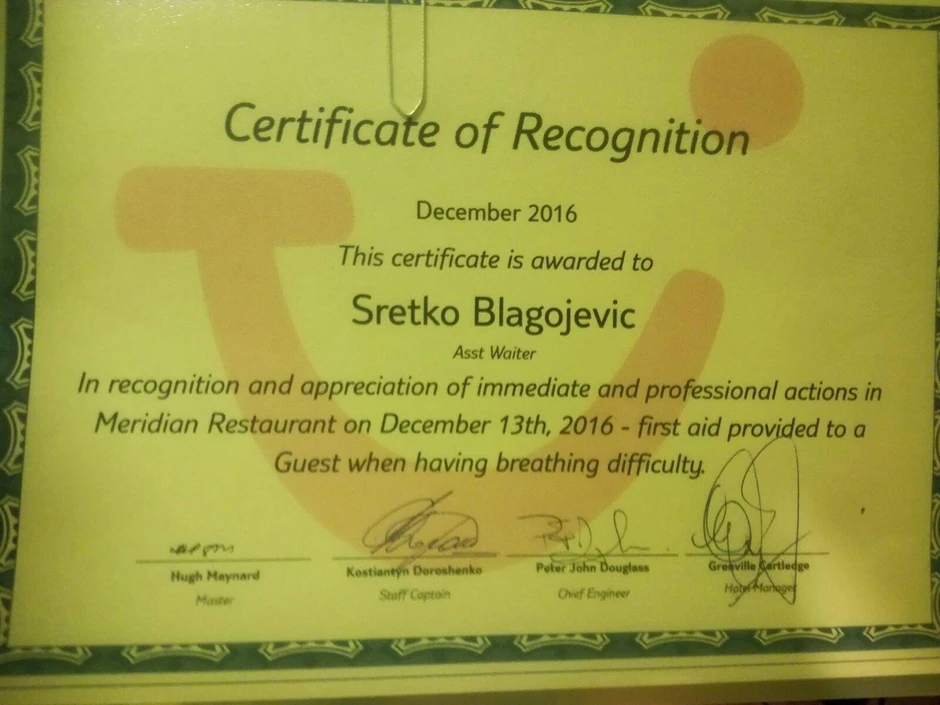 Certificate of Recognition
December 2016
This certificate is awarded to
Sretko Blagojevic
Asst Waiter
In recognition and appreciation of immediate and professional actions in
Meridian Restaurant on December 13th, 2016 - first aid provided to a
Guest when having breathing difficulty.
Hugh Maynard Kostiantyn Doroshenko Peter John Douglass Grenville Cartledge
Master Staff Captain Chief Engineer Hotel Manager